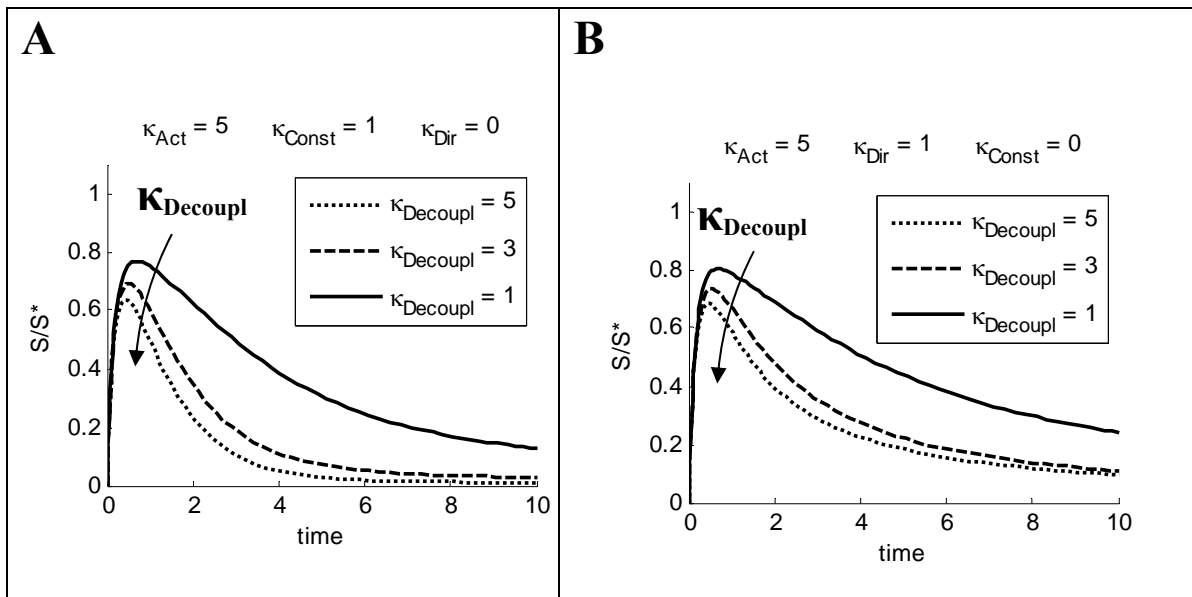 A
κAct = 5 κConst = 1 κDir = 0
κDecoupl
κDecoupl = 5
κDecoupl = 3
κDecoupl = 1
S/S*
1
0.8
0.6
0.4
0.2
0
0 2 4 6 8 10
time
B
κAct = 5 κDir = 1 κConst = 0
κDecoupl
κDecoupl = 5
κDecoupl = 3
κDecoupl = 1
S/S*
1
0.8
0.6
0.4
0.2
0
0 2 4 6 8 10
time